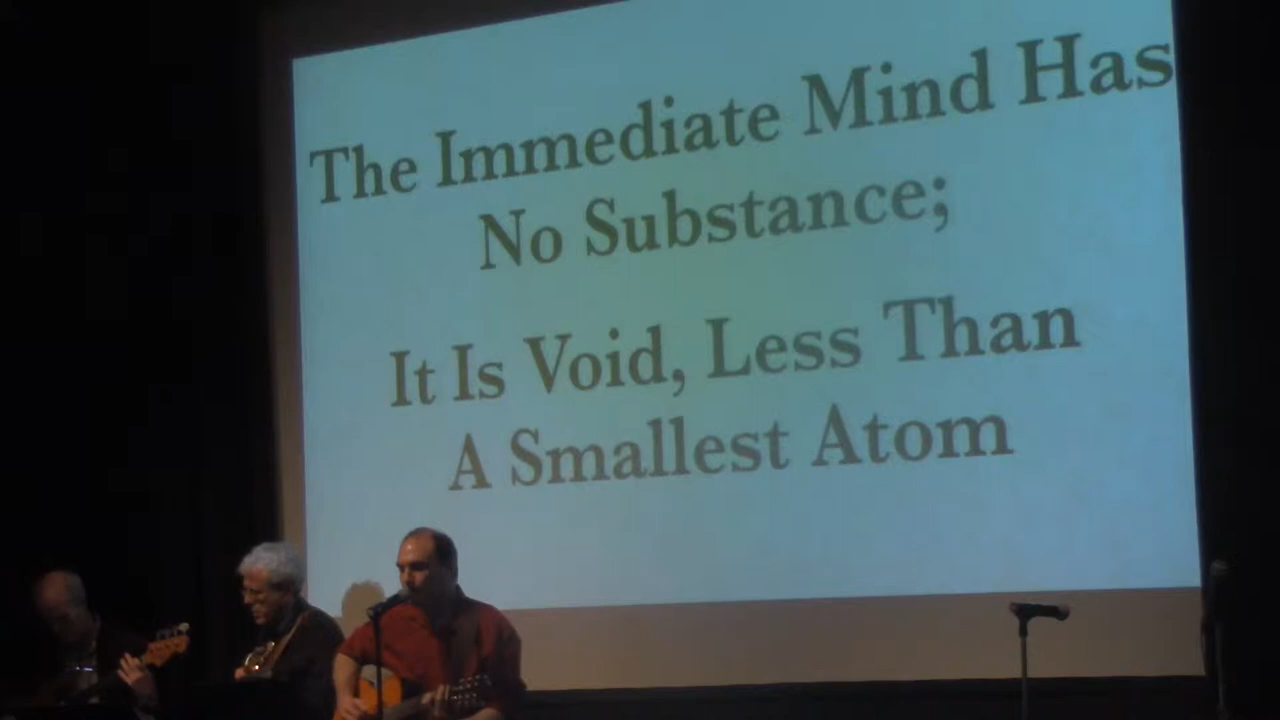 The Immediate Mind Has
No Substance;
It Is Void, Less Than
A Smallest Atom